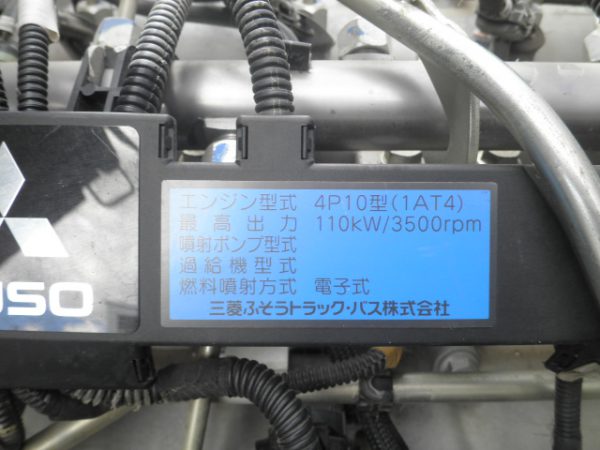 エンジン型式 4P10型(1AT4)
最高出力 110kW/3500rpm
噴射ポンプ型式
過給機型式
燃料噴射方式 電子式
三菱ふそうトラック・バス株式会社
USO